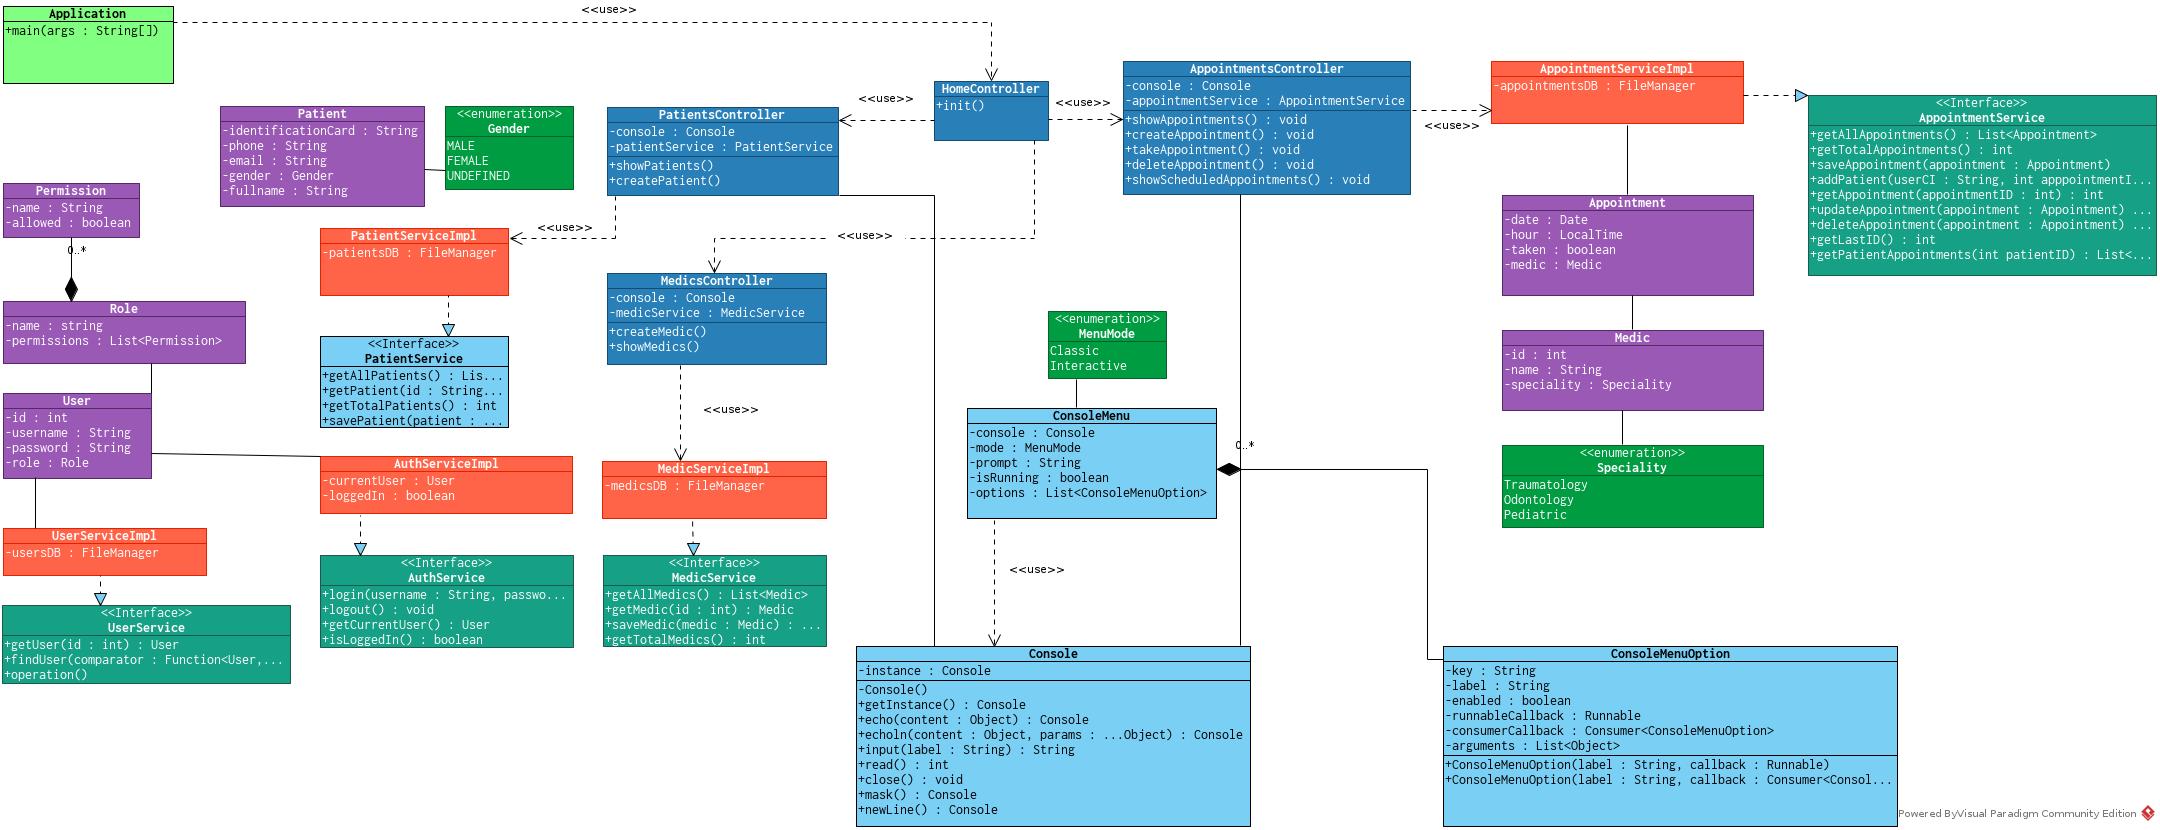 Application
+main(args : String[])
<<use>>
HomeController
+init()
<<use>>
<<use>>
<<use>>
AppointmentsController
-console : Console
-appointmentService : AppointmentService
+showAppointments() : void
+createAppointment() : void
+takeAppointment() : void
+deleteAppointment() : void
+showScheduledAppointments() : void
<<use>>
AppointmentServiceImpl
-appointmentsDB : FileManager
<<Interface>>
AppointmentService
+getAllAppointments() : List<Appointment>
+getTotalAppointments() : int
+saveAppointment(appointment : Appointment)
+addPatient(userCI : String, int apppointmentI...
+getAppointment(appointmentID : int) : int
+updateAppointment(appointment : Appointment) ...
+deleteAppointment(appointment : Appointment) ...
+getLastID() : int
+getPatientAppointments(int patientID) : List<...
Patient
-identificationCard : String
-phone : String
-email : String
-gender : Gender
-fullname : String
<<enumeration>>
Gender
MALE
FEMALE
UNDEFINED
PatientsController
-console : Console
-patientService : PatientService
+showPatients()
+createPatient()
<<use>>
Permission
-name : String
-allowed : boolean
0..*
Role
-name : string
-permissions : List<Permission>
PatientServiceImpl
-patientsDB : FileManager
<<Interface>>
PatientService
+getAllPatients() : Lis...
+getPatient(id : String...
+getTotalPatients() : int
+savePatient(patient : ...
MedicsController
-console : Console
-medicService : MedicService
+createMedic()
+showMedics()
<<use>>
Appointment
-date : Date
-hour : LocalTime
-taken : boolean
-medic : Medic
Medic
-id : int
-name : String
-speciality : Speciality
<<enumeration>>
Speciality
Traumatology
Odontology
Pediatric
<<enumeration>>
MenuMode
Classic
Interactive
ConsoleMenu
-console : Console
-mode : MenuMode
-prompt : String
-isRunning : boolean
-options : List<ConsoleMenuOption>
0..*
<<use>>
User
-id : int
-username : String
-password : String
-role : Role
AuthServiceImpl
-currentUser : User
-loggedIn : boolean
MedicServiceImpl
-medicsDB : FileManager
UserServiceImpl
-usersDB : FileManager
<<Interface>>
UserService
+getUser(id : int) : User
+findUser(comparator : Function<User,...
+operation()
<<Interface>>
AuthService
+login(username : String, passwo...
+logout() : void
+getCurrentUser() : User
+isLoggedIn() : boolean
<<Interface>>
MedicService
+getAllMedics() : List<Medic>
+getMedic(id : int) : Medic
+saveMedic(medic : Medic) : ...
+getTotalMedics() : int
Console
-instance : Console
-Console()
+getInstance() : Console
+echo(content : Object) : Console
+echoln(content : Object, params : ...Object) : Console
+input(label : String) : String
+read() : int
+close() : void
+mask() : Console
+newLine() : Console
ConsoleMenuOption
-key : String
-label : String
-enabled : boolean
-runnableCallback : Runnable
-consumerCallback : Consumer<ConsoleMenuOption>
-arguments : List<Object>
+ConsoleMenuOption(label : String, callback : Runnable)
+ConsoleMenuOption(label : String, callback : Consumer<Consol...
Powered ByVisual Paradigm Community Edition